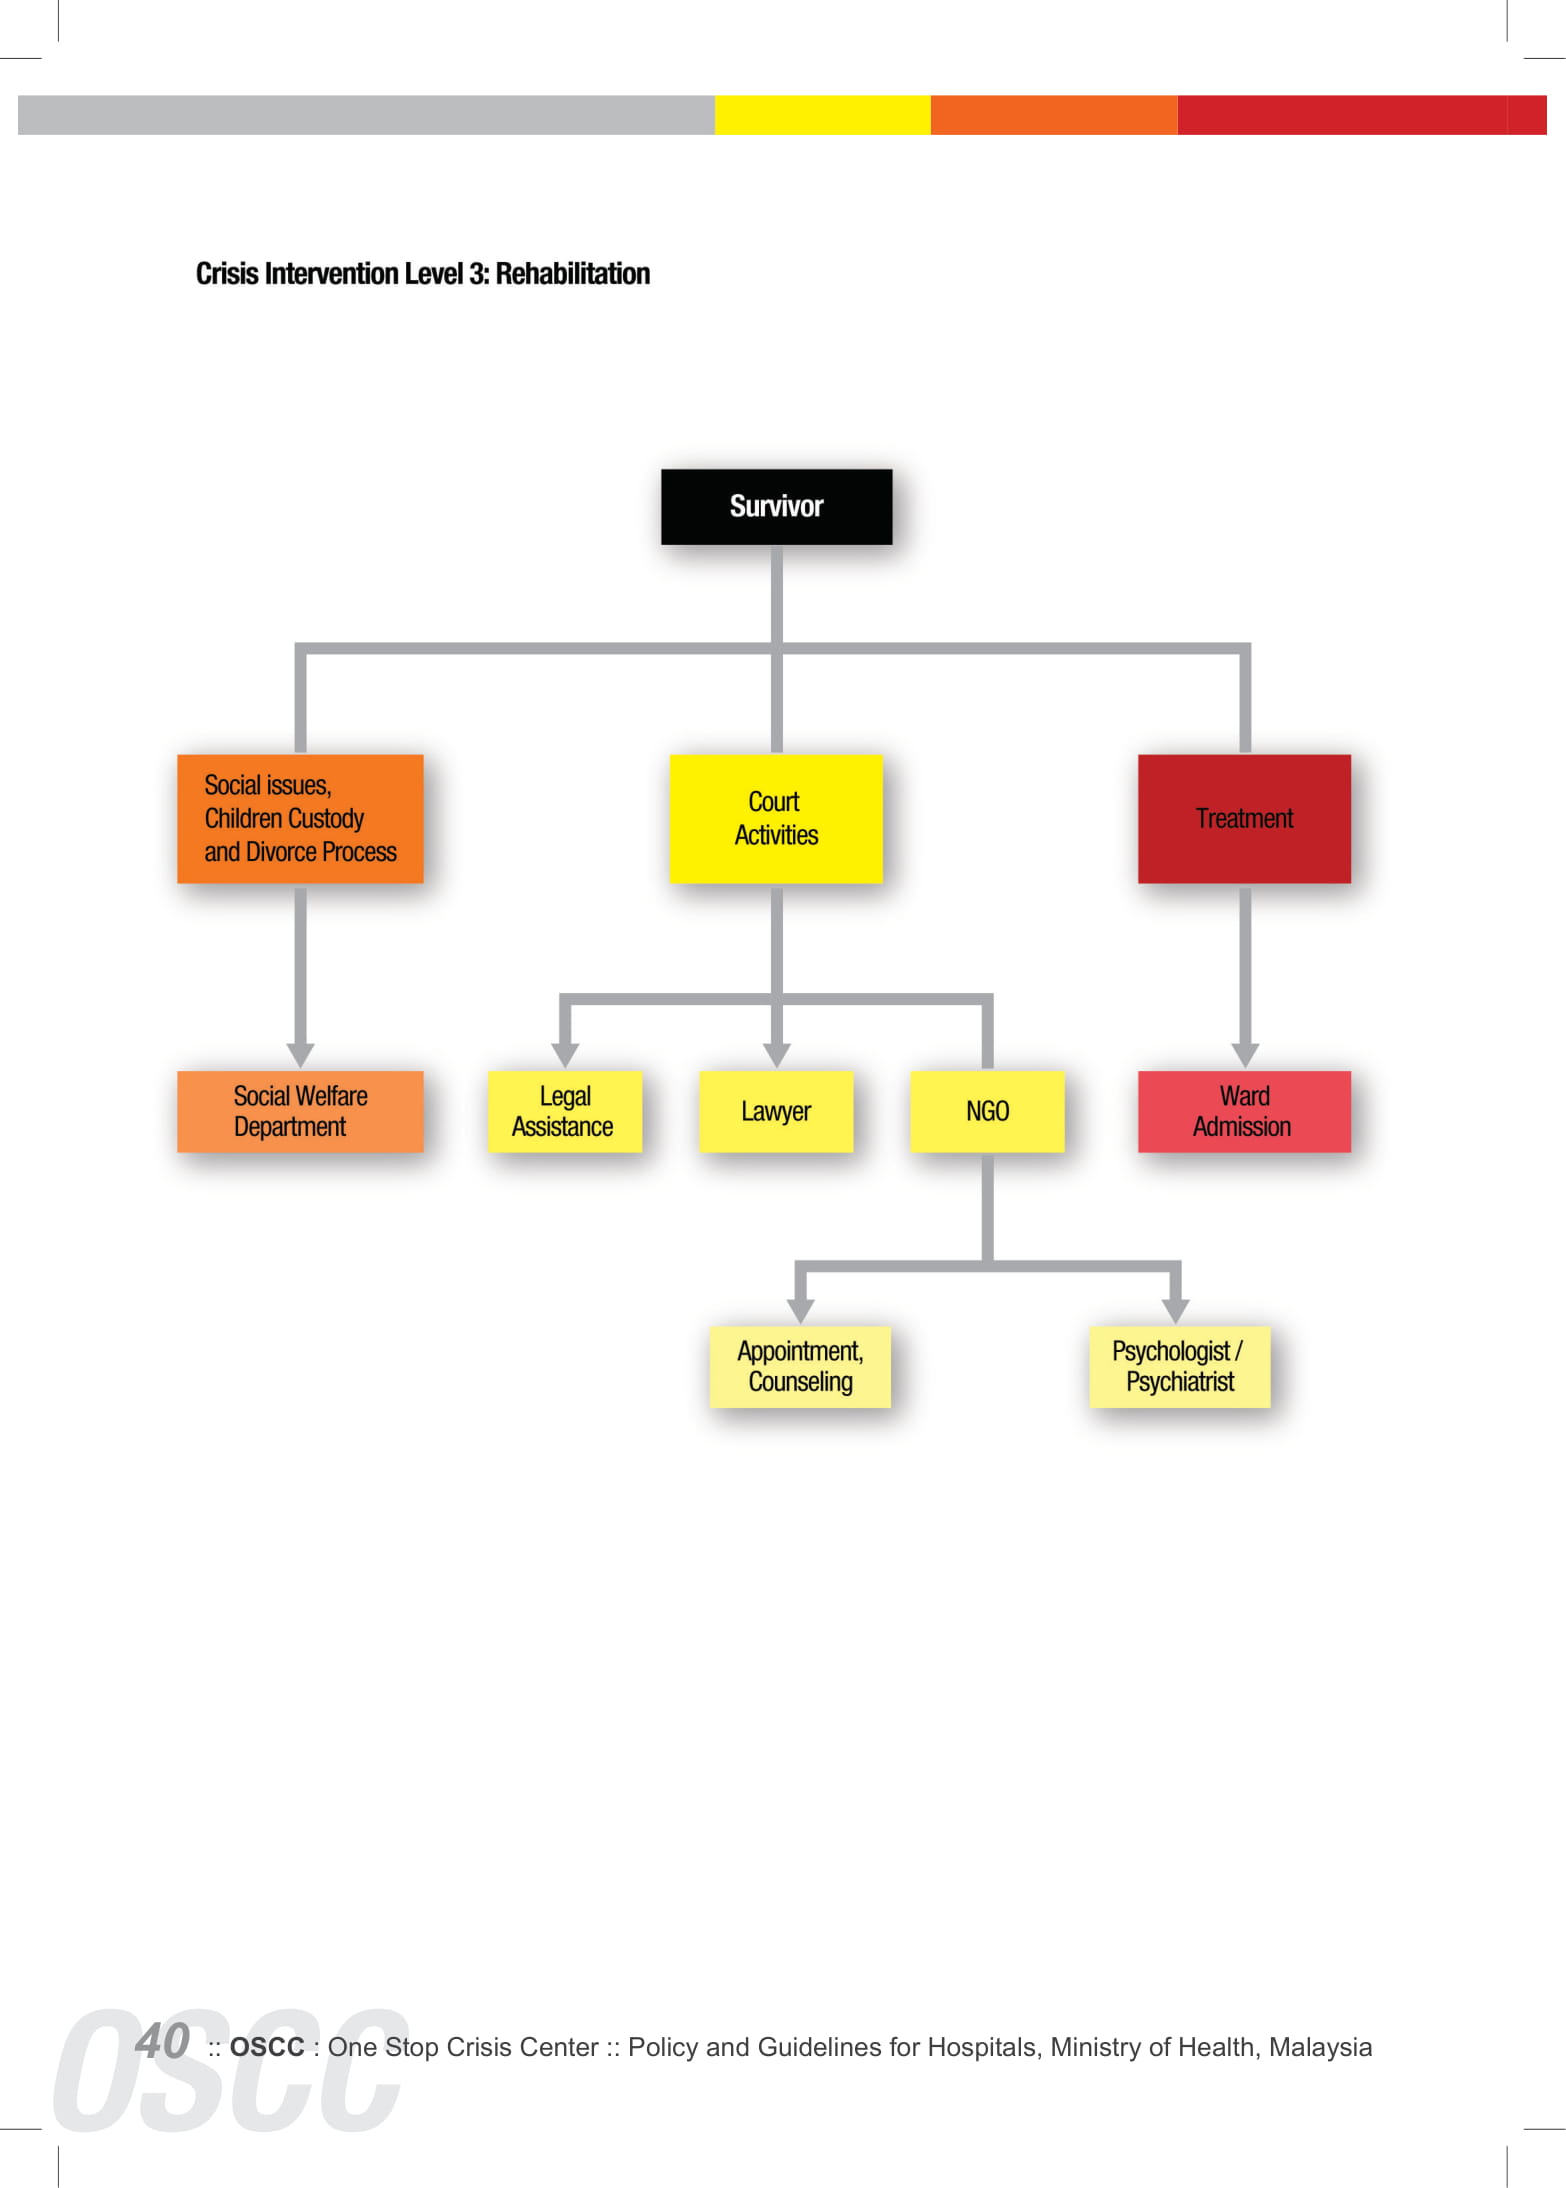 Crisis Intervention Level 3: Rehabilitation
Survivor
Social issues,
Children Custody
and Divorce Process
Court
Activities
Treatment
Social Welfare
Department
Legal
Assistance
Lawyer
NGO
Ward
Admission
Appointment,
Counseling
Psychologist /
Psychiatrist
OSCC
40 :: OSCC : One Stop Crisis Center :: Policy and Guidelines for Hospitals, Ministry of Health, Malaysia